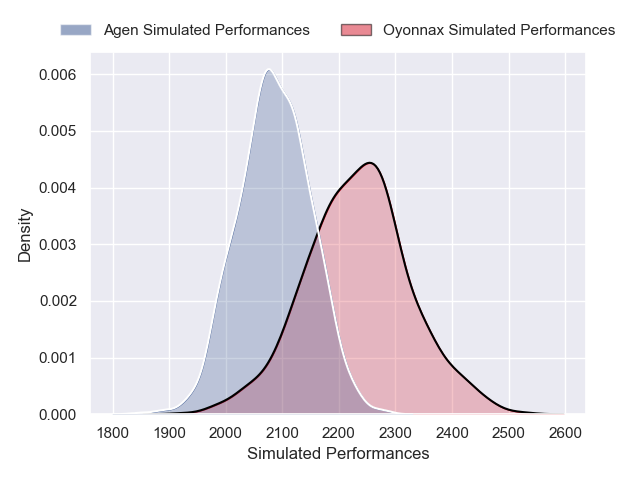 Agen Simulated Performances Oyonnax Simulated Performances
0.006
0.005
0.004
0.003
0.002
0.001
0.000
Density
1800 1900 2000 2100 2200 2300 2400 2500 2600
Simulated Performances